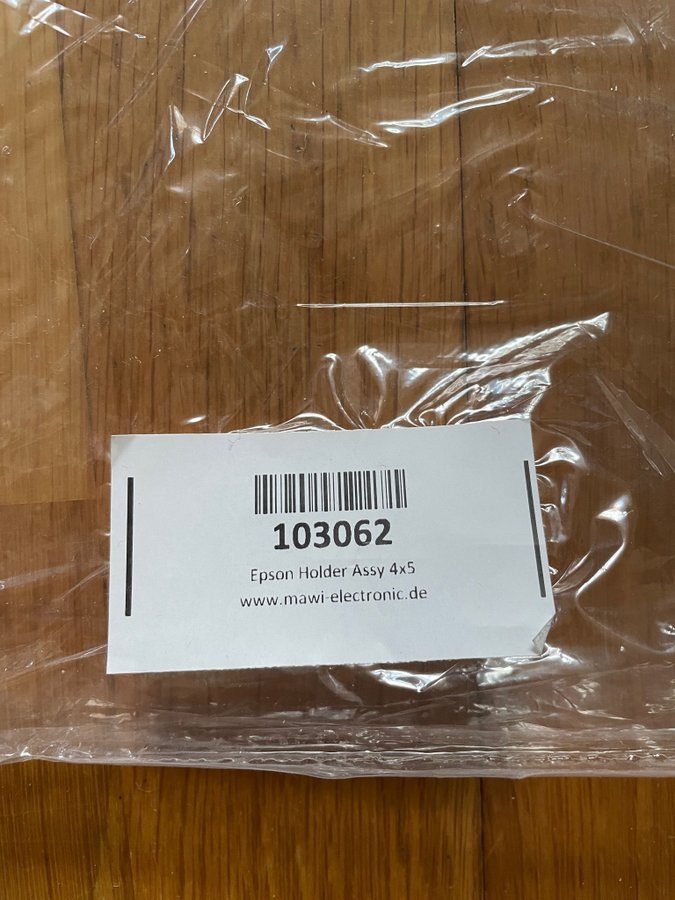 103062
Epson Holder Assy 4x5
www.mawi-electronic.de